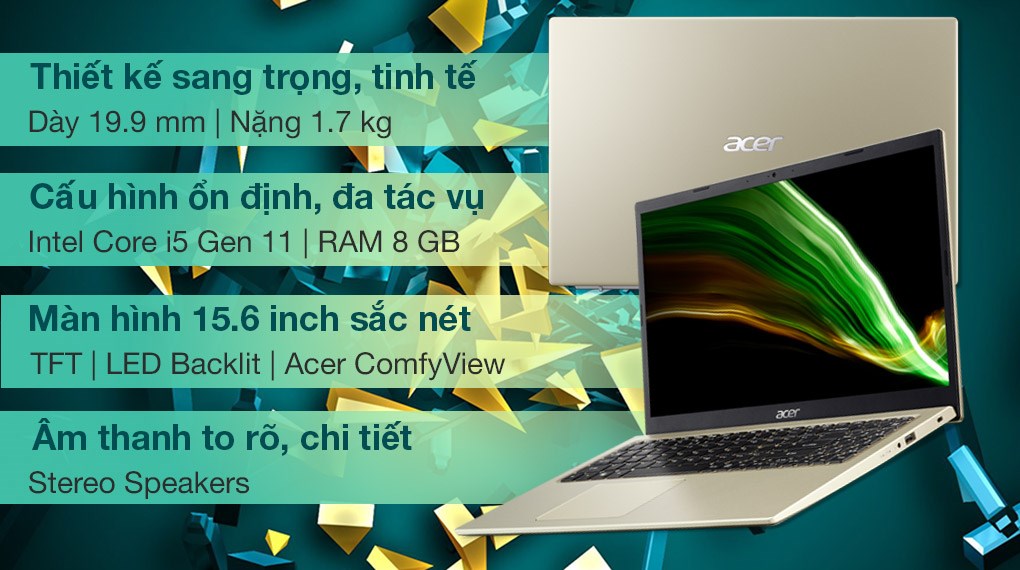 Thiết kế sang trọng, tinh tế
Dày 19.9 mm | Nặng 1.7 kg
Cấu hình ổn định, đa tác vụ
Intel Core i5 Gen 11 | RAM 8 GB
Màn hình 15.6 inch sắc nét
TFT | LED Backlit | Acer ComfyView
Âm thanh to rõ, chi tiết
Stereo Speakers
acer
acer